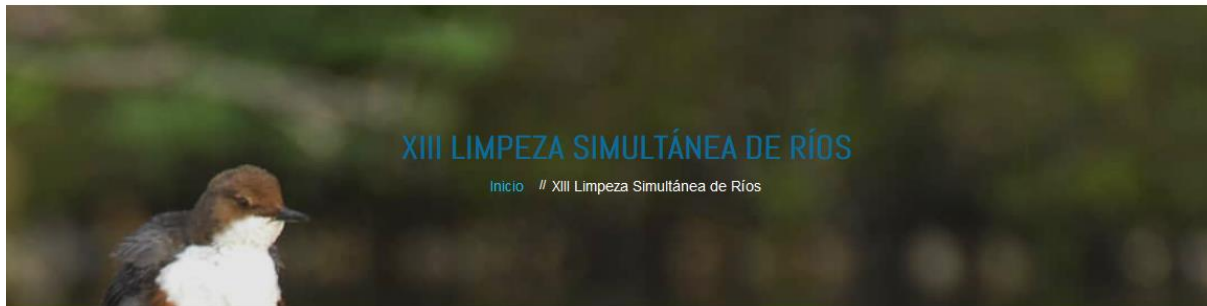 XIII LIMPEZA SIMULTÁNEA DE RÍOS
Inicio // XIII Limpeza Simultánea de Ríos